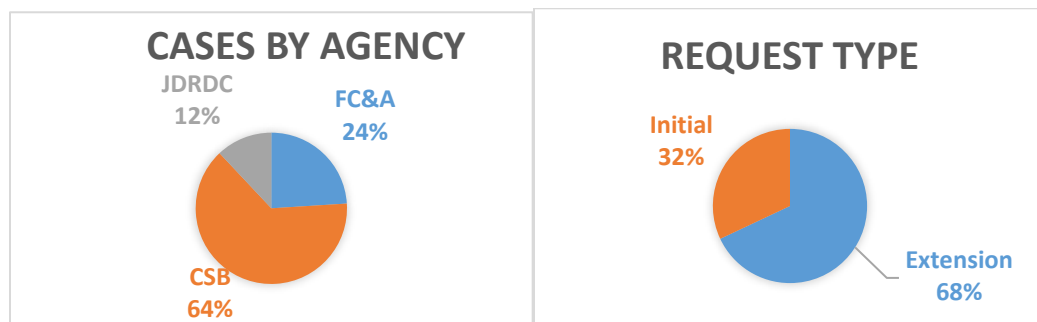 CASES BY AGENCY
JDRDC
12%
FC&A
24%
CSB
64%
REQUEST TYPE
Initial
32%
Extension
68%